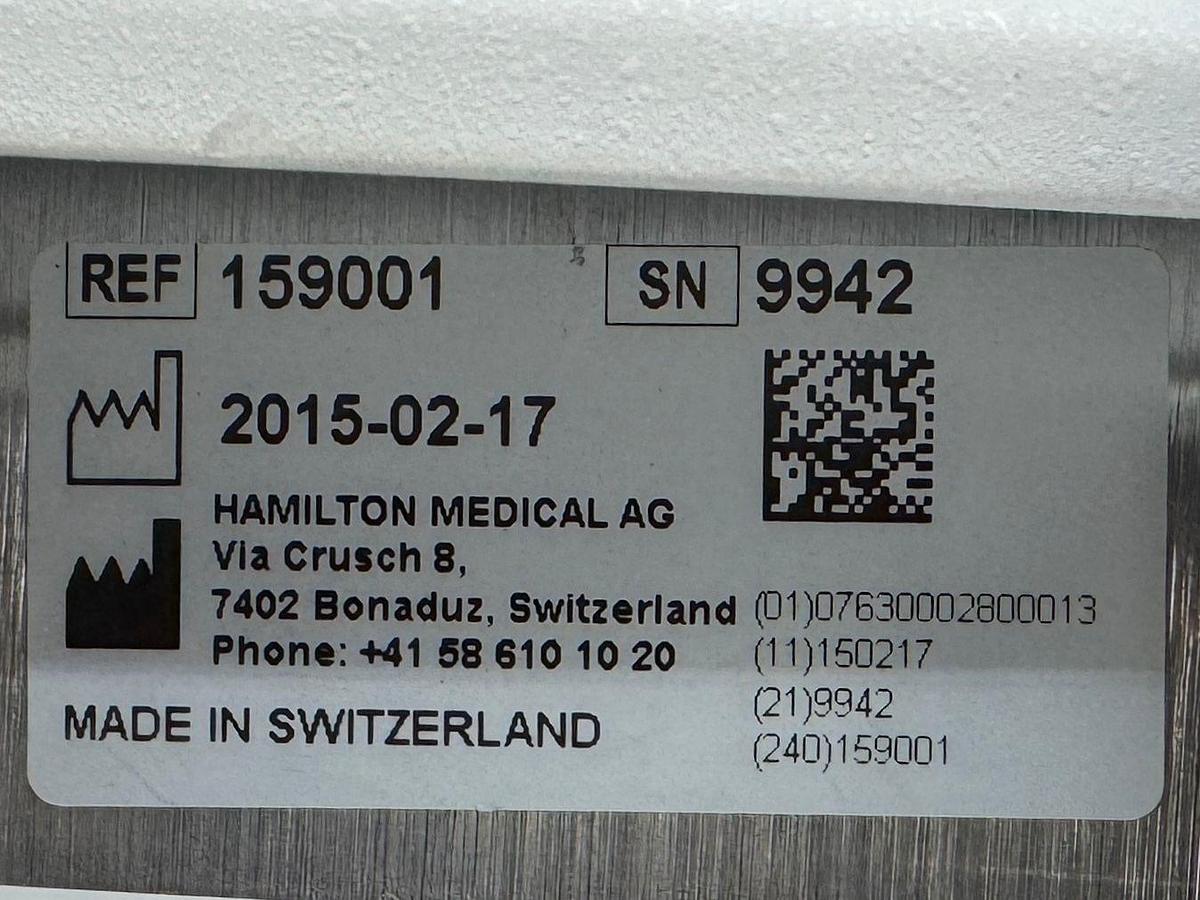 REF 159001 SN 9942
2015-02-17
HAMILTON MEDICAL AG
Via Crusch 8,
7402 Bonaduz, Switzerland
Phone: +41 58 610 10 20
MADE IN SWITZERLAND
(01)07630002800013
(11)150217
(21)9942
(240)159001